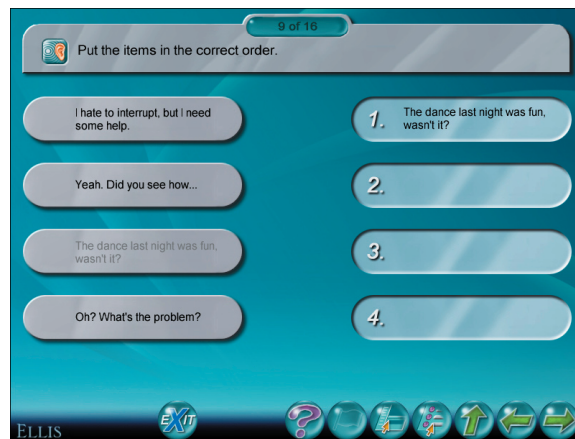 9 of 16
Put the items in the correct order.
I hate to interrupt, but I need
some help.
Yeah. Did you see how...
The dance last night was fun,
wasn't it?
Oh? What's the problem?
1.
The dance last night was fun,
wasn't it?
2.
3.
4.
ELLIS
EXIT
?